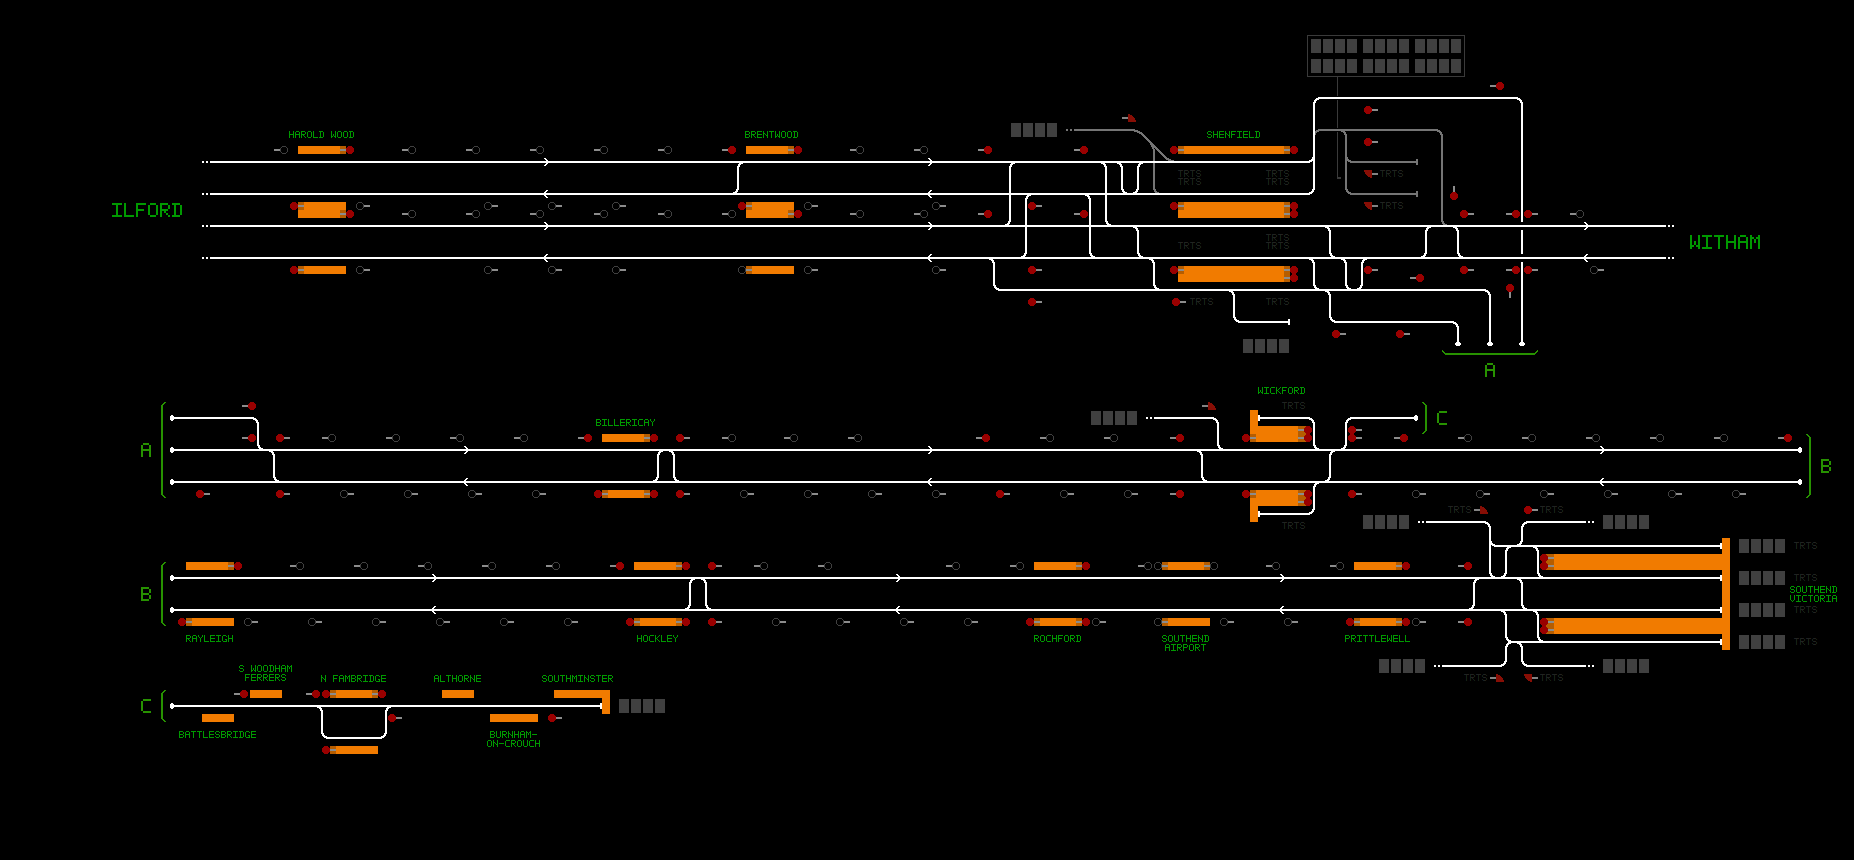 HAROLD WOOD
BRENTWOOD
SHENFIELD
TRTS TRTS
TRTS TRTS
TRTS
ILFORD
TRTS
TRTS
TRTS TRTS
WITHAM
TRTS TRTS
A
WICKFORD
TRTS
BILLERICAY
C
A
B
TRTS TRTS
TRTS
TRTS
TRTS
SOUTHEND
VICTORIA
B
TRTS
RAYLEIGH
HOCKLEY
ROCHFORD
SOUTHEND
AIRPORT
PRITTLEWELL
TRTS
S WOODHAM
FERRERS
N FAMBRIDGE
ALTHORNE
SOUTHMINSTER
TRTS TRTS
C
BATTLESBRIDGE
BURNHAM-
ON-CROUCH